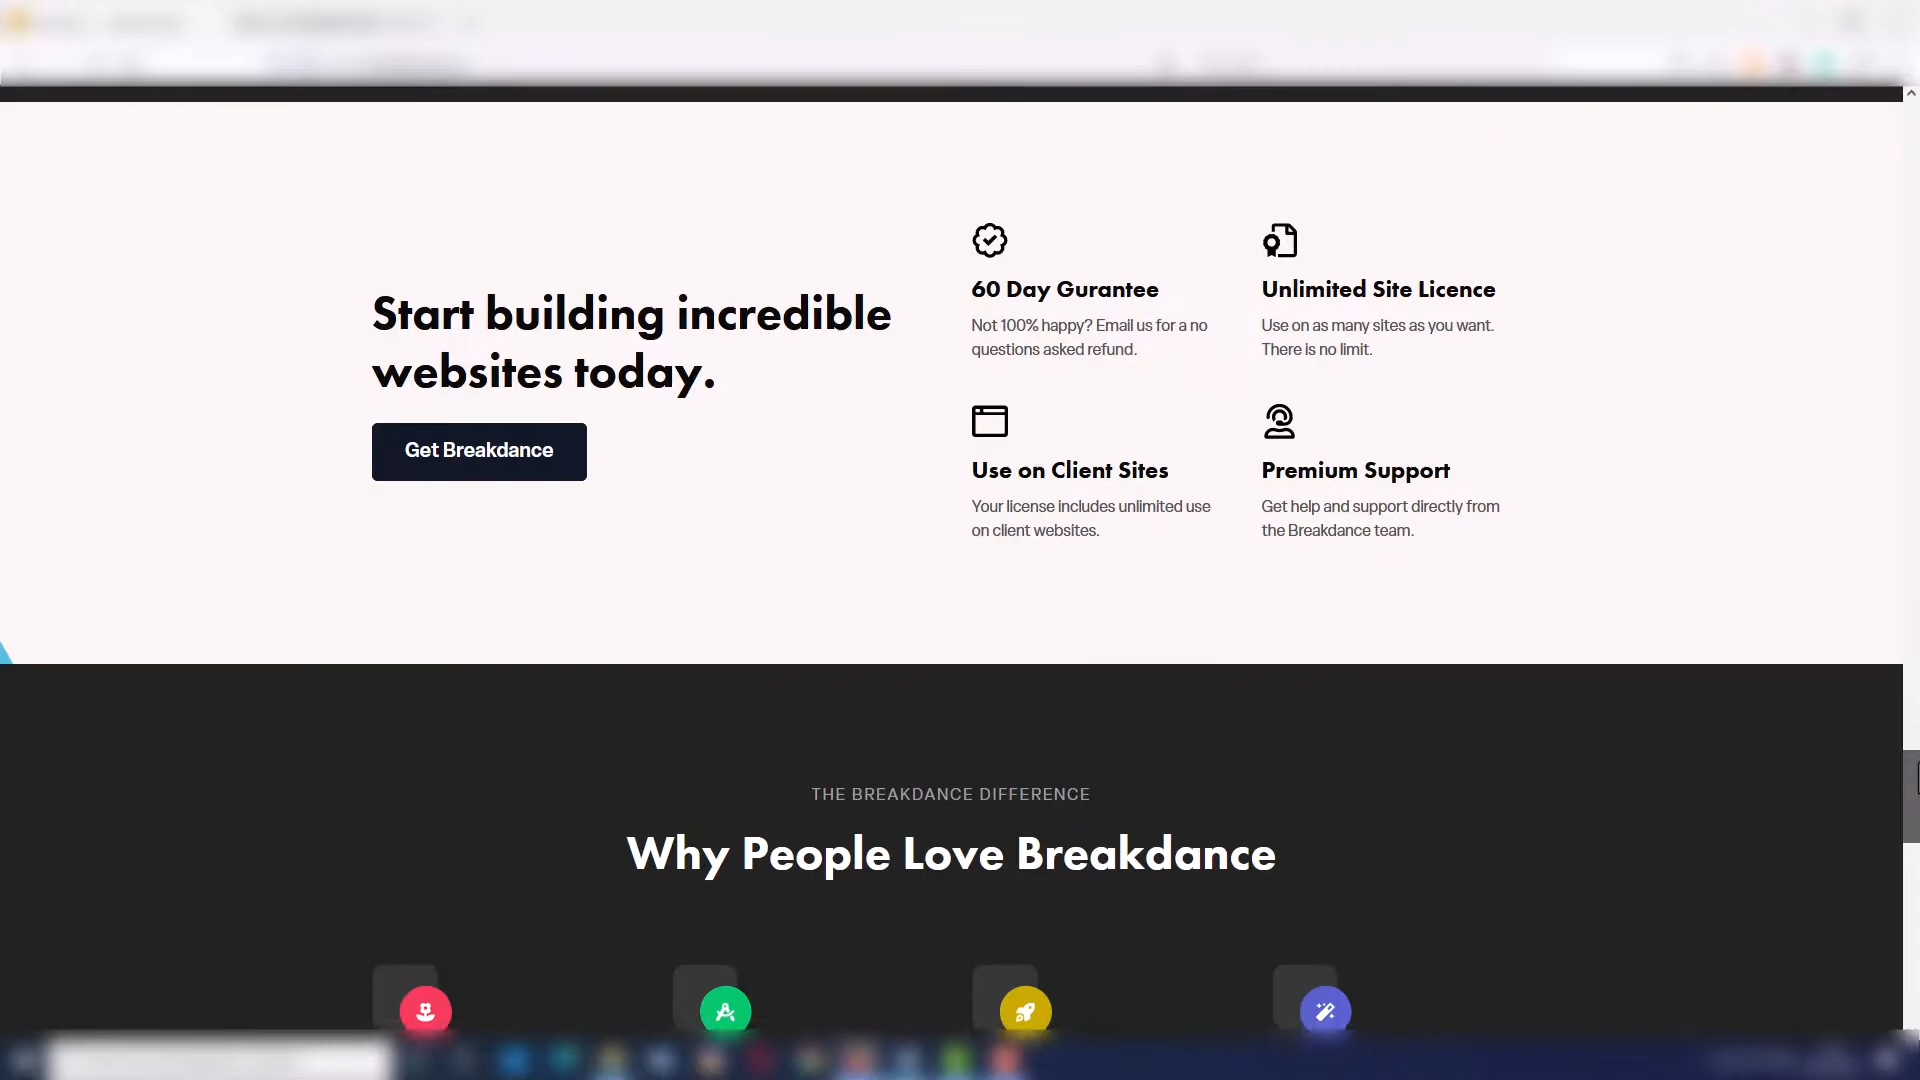 Start building incredible
websites today.
Get Breakdance
60 Day Gurantee
Not 100% happy? Email us for a no
questions asked refund.
Unlimited Site Licence
Use on as many sites as you want.
There is no limit.
Use on Client Sites
Your license includes unlimited use
on client websites.
Premium Support
Get help and support directly from
the Breakdance team.
THE BREAKDANCE DIFFERENCE
Why People Love Breakdance